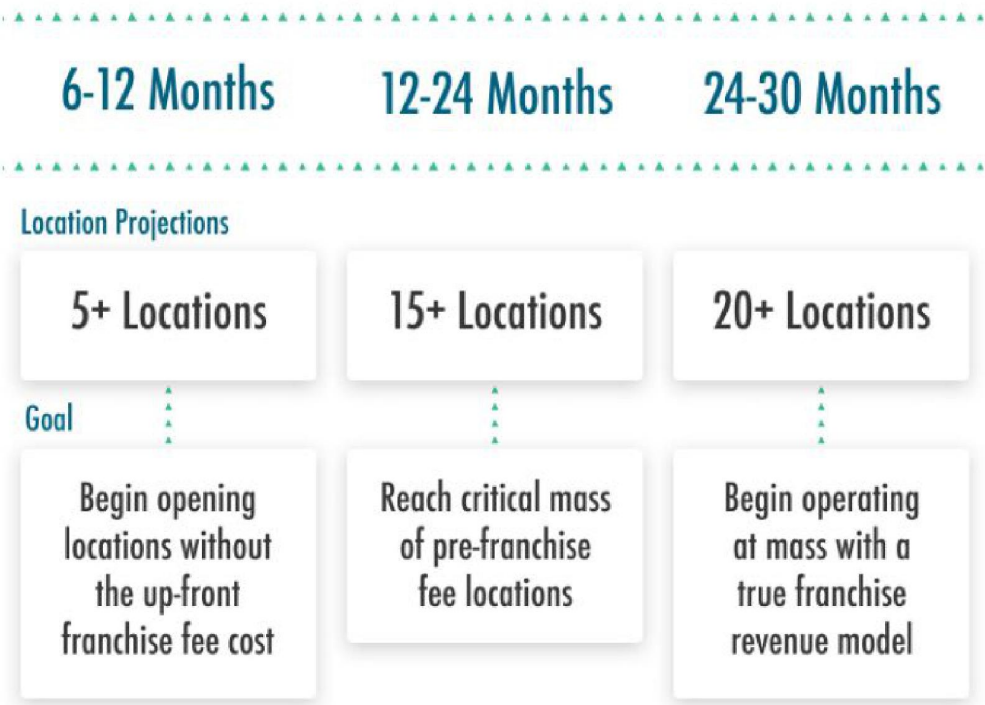 6-12 Months
12-24 Months
24-30 Months
Location Projections
5+ Locations
15+ Locations
20+ Locations
Goal
Begin opening
locations without
the up-front
franchise fee cost
Reach critical mass
of pre-franchise
fee locations
Begin operating
at mass with a
true franchise
revenue model